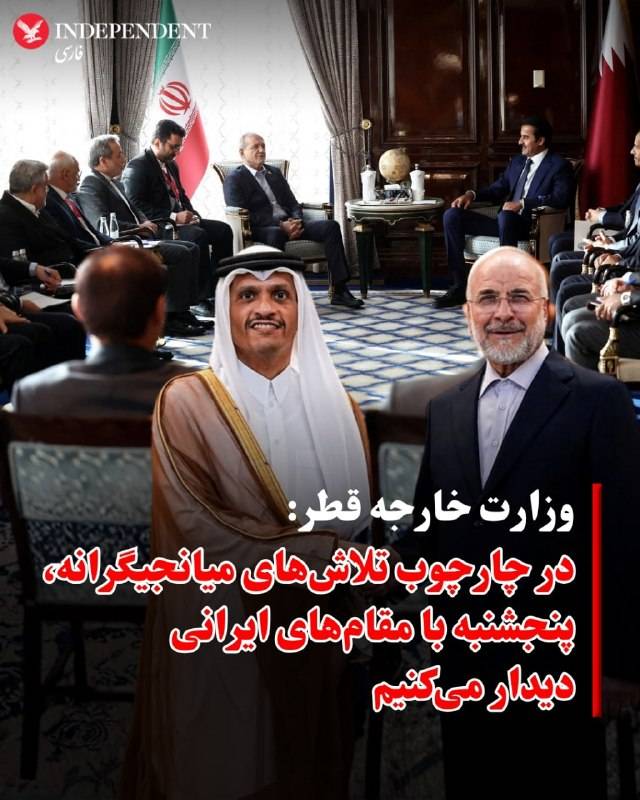 INDEPENDENT
فارسی
وزارت خارجه قطر:
در چارچوب تلاش‌های میانجیگرانه،
پنجشنبه با مقام‌های ایرانی
دیدار می‌کنیم